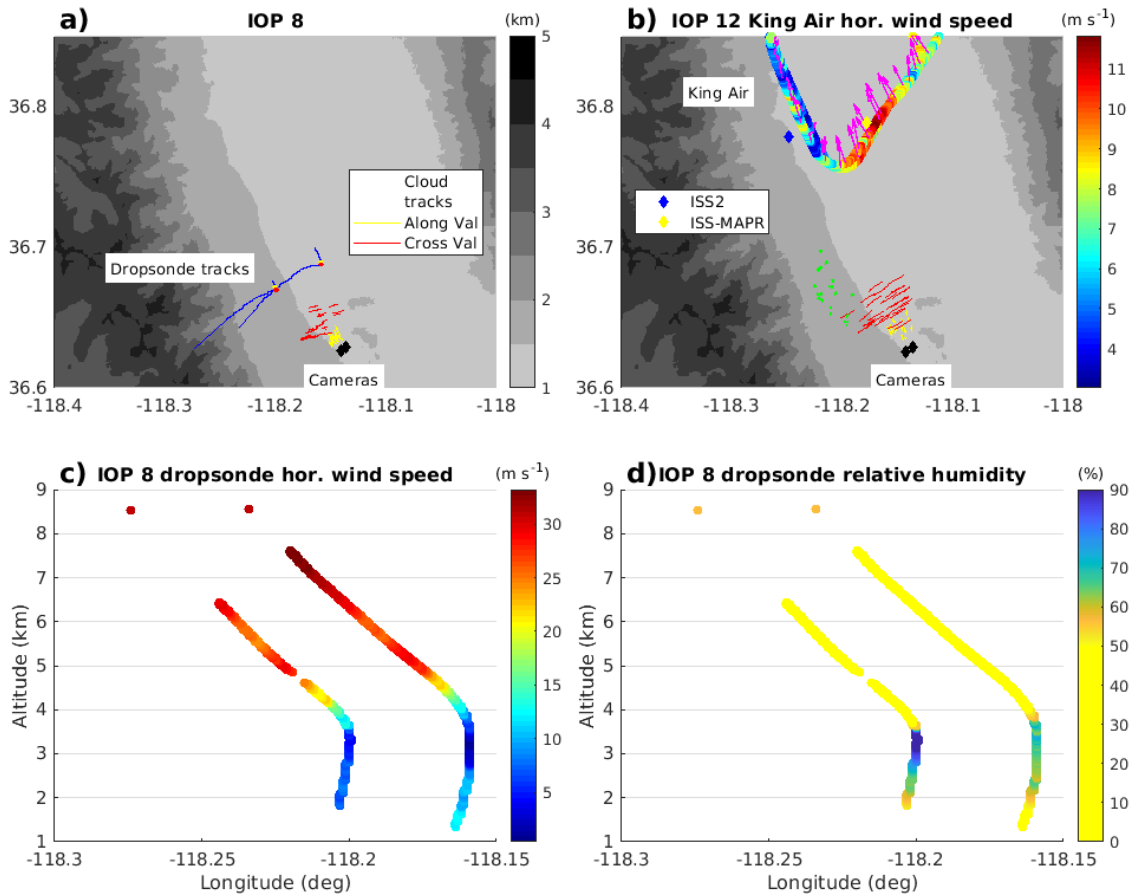 a) IOP 8 (km)
5
4
3
2
1
36.8
36.7
36.6
-118.4 -118.3 -118.2 -118.1 -118
Cloud
tracks
Along Val
Cross Val
Dropsonde tracks
Cameras
b) IOP 12 King Air hor. wind speed (m s-1)
11
10
9
8
7
6
5
4
36.8
36.7
36.6
-118.4 -118.3 -118.2 -118.1 -118
King Air
ISS2
ISS-MAPR
Cameras
c) IOP 8 dropsonde hor. wind speed (m s-1)
30
25
20
15
10
5
9
8
7
6
5
4
3
2
1
Altitude (km)
-118.3 -118.25 -118.2 -118.15
Longitude (deg)
d) IOP 8 dropsonde relative humidity (%)
90
80
70
60
50
40
30
20
10
0
9
8
7
6
5
4
3
2
1
Altitude (km)
-118.3 -118.25 -118.2 -118.15
Longitude (deg)